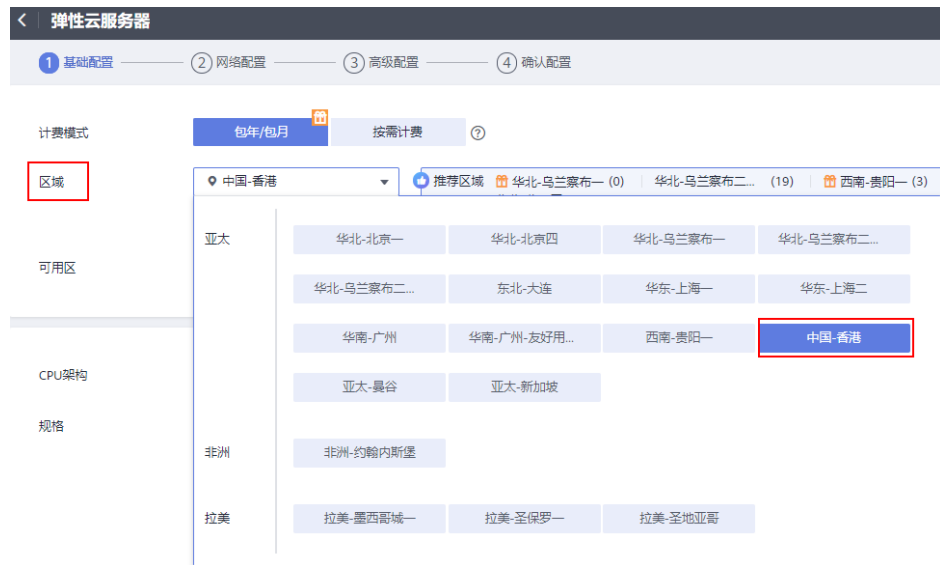 弹性云服务器
1 基础配置 2 网络配置 3 高级配置 4 确认配置
计费模式 包年/包月 按需计费 ?
区域 中国-香港 推荐区域 华北-乌兰察布一 (0) 华北-乌兰察布二... (19) 西南-贵阳一 (3)
亚太 华北-北京一 华北-北京四 华北-乌兰察布一 华北-乌兰察布二...
可用区
华北-乌兰察布二... 东北-大连 华东-上海一 华东-上海二
华南-广州 华南-广州-友好用... 西南-贵阳一 中国-香港
CPU架构
亚太-曼谷 亚太-新加坡
规格
非洲 非洲-约翰内斯堡
拉美 拉美-墨西哥城一 拉美-圣保罗一 拉美-圣地亚哥